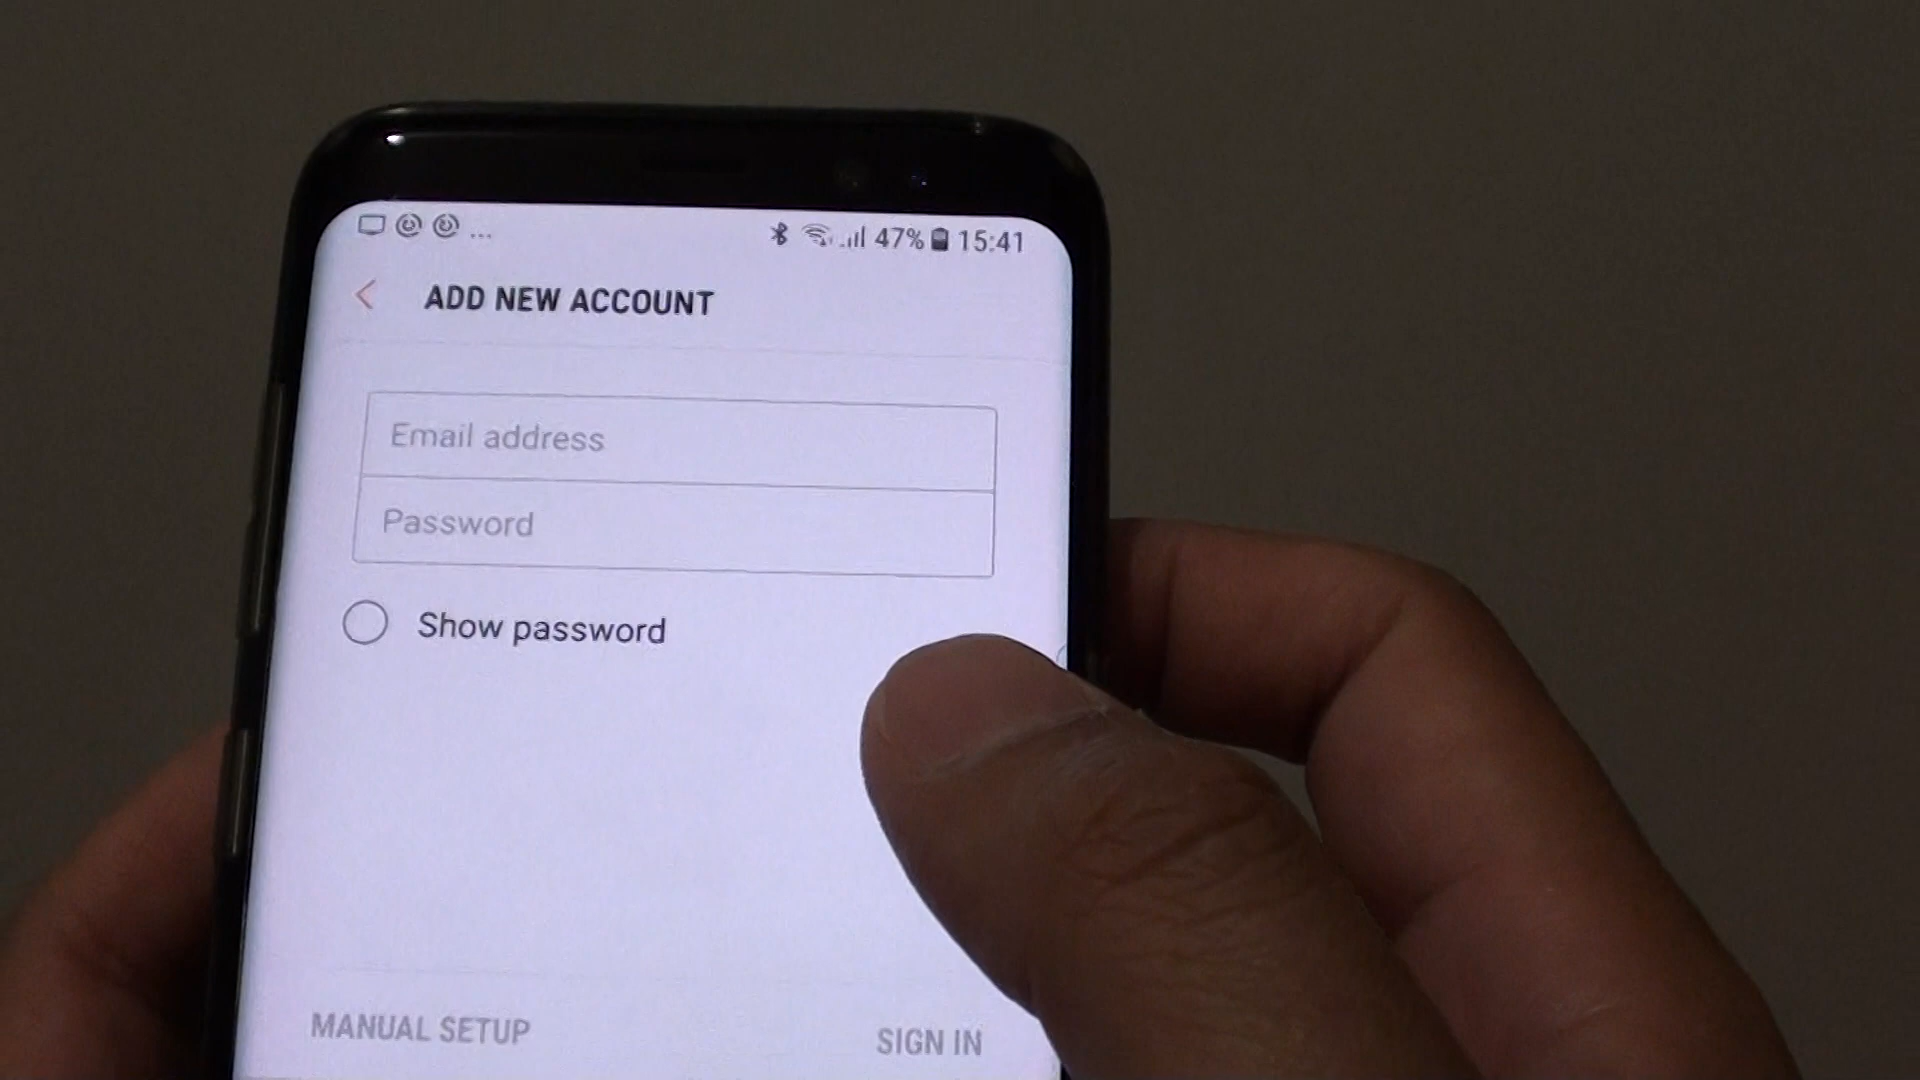 ... 47% 15:41
ADD NEW ACCOUNT
Email address
Password
Show password
MANUAL SETUP SIGN IN